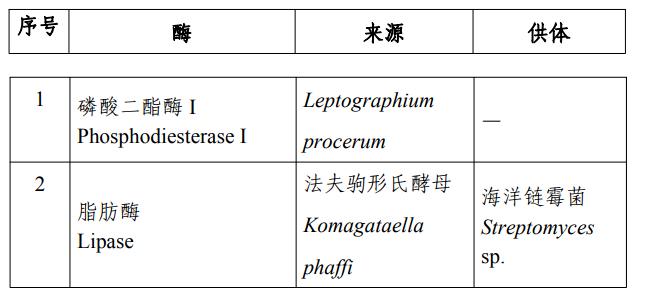 序号 酶 来源 供体
1
磷酸二酯酶 I
Phosphodiesterase I
Leptographium
procerum
—
2
脂肪酶
Lipase
法夫驹形氏酵母
Komagataella
phaffi
海洋链霉菌
Streptomyces
sp.